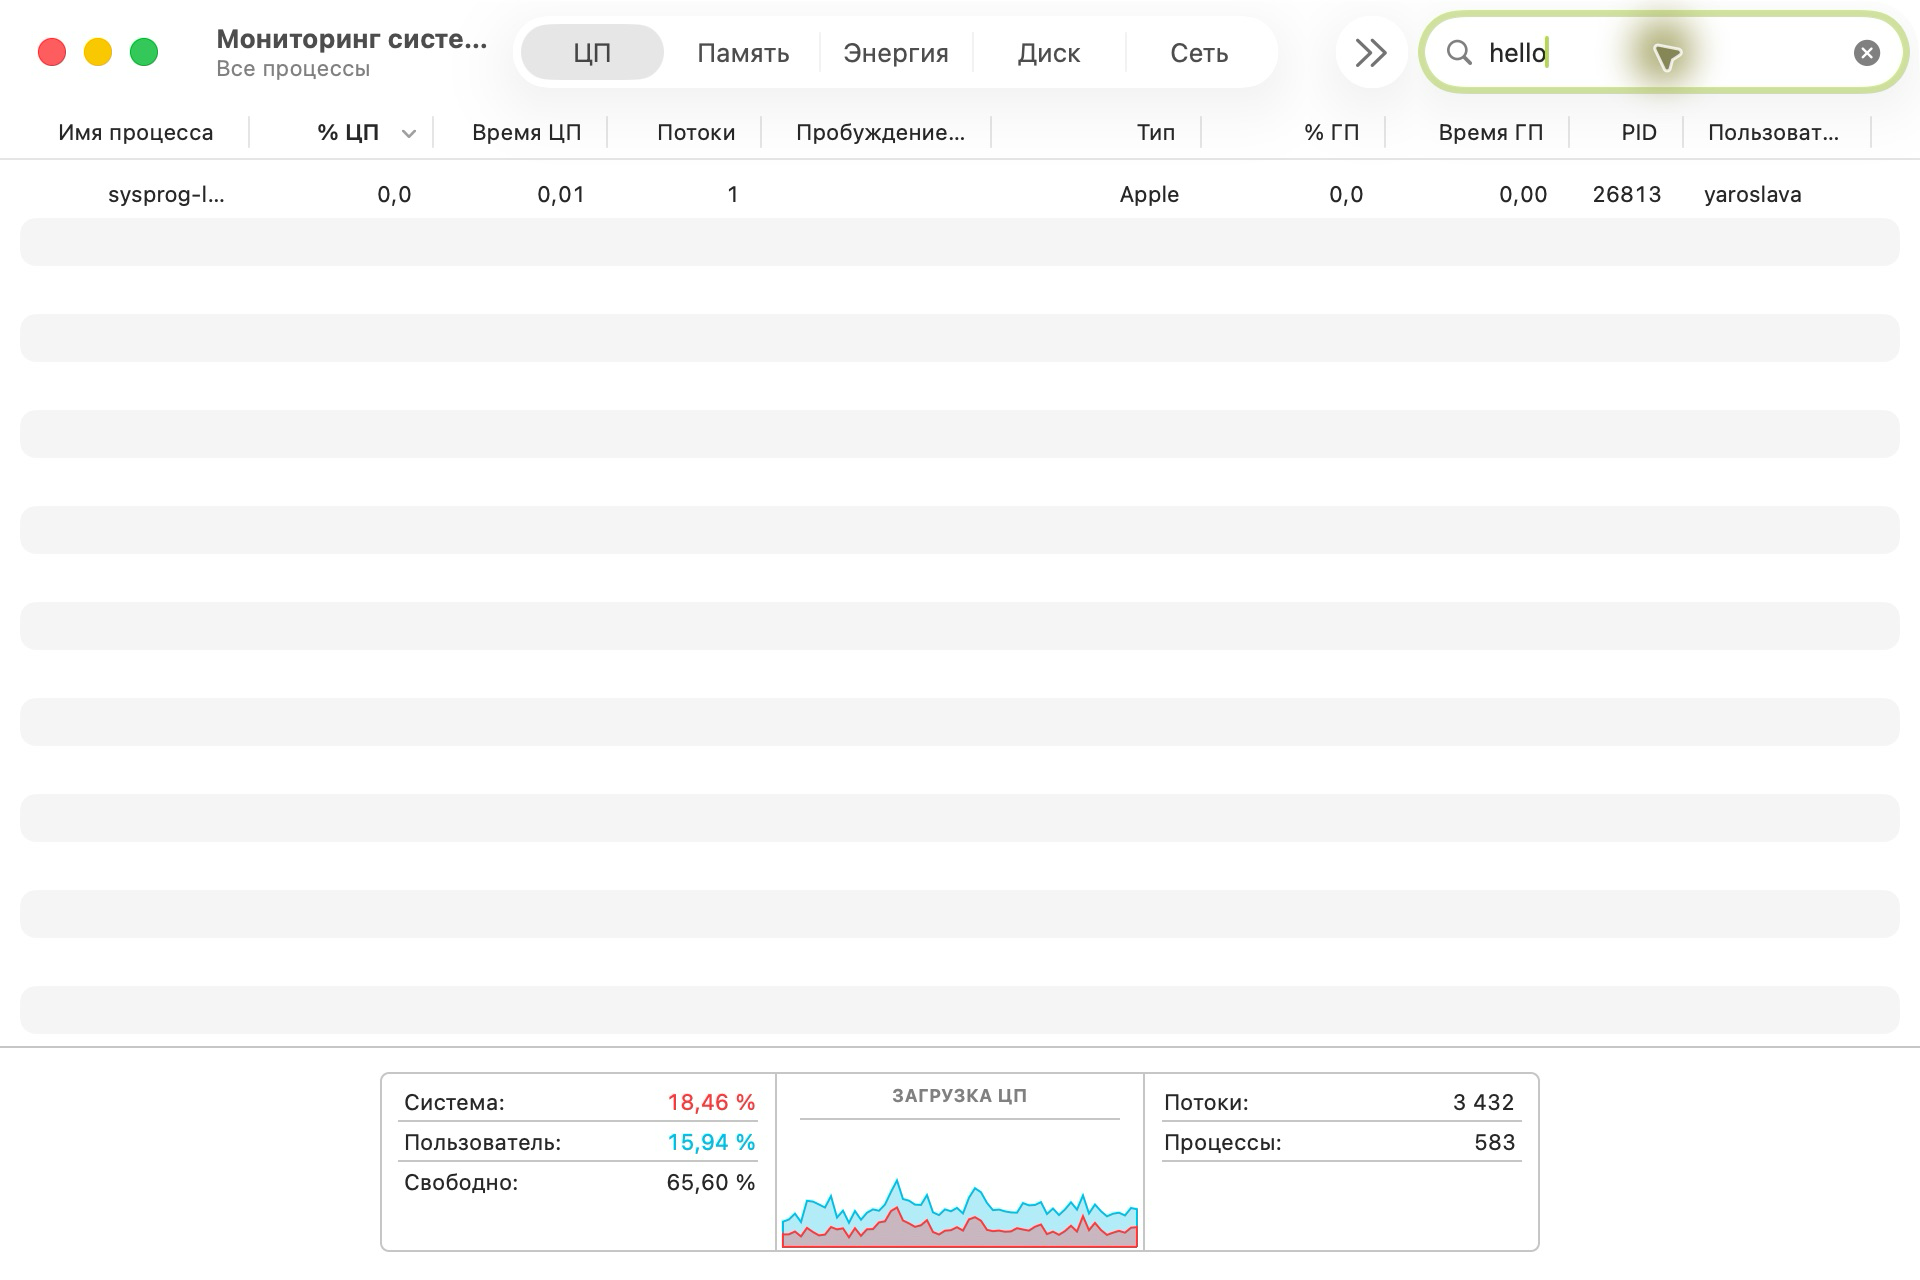 Мониторинг систе...
Все процессы
ЦП Память Энергия Диск Сеть
hello
Имя процесса % ЦП Время ЦП Потоки Пробуждение... Тип % ГП Время ГП PID Пользоват...
sysprog-l... 0,0 0,01 1 Apple 0,0 0,00 26813 yaroslava
Система: 18,46 %
Пользователь: 15,94 %
Свободно: 65,60 %
ЗАГРУЗКА ЦП
Потоки: 3 432
Процессы: 583